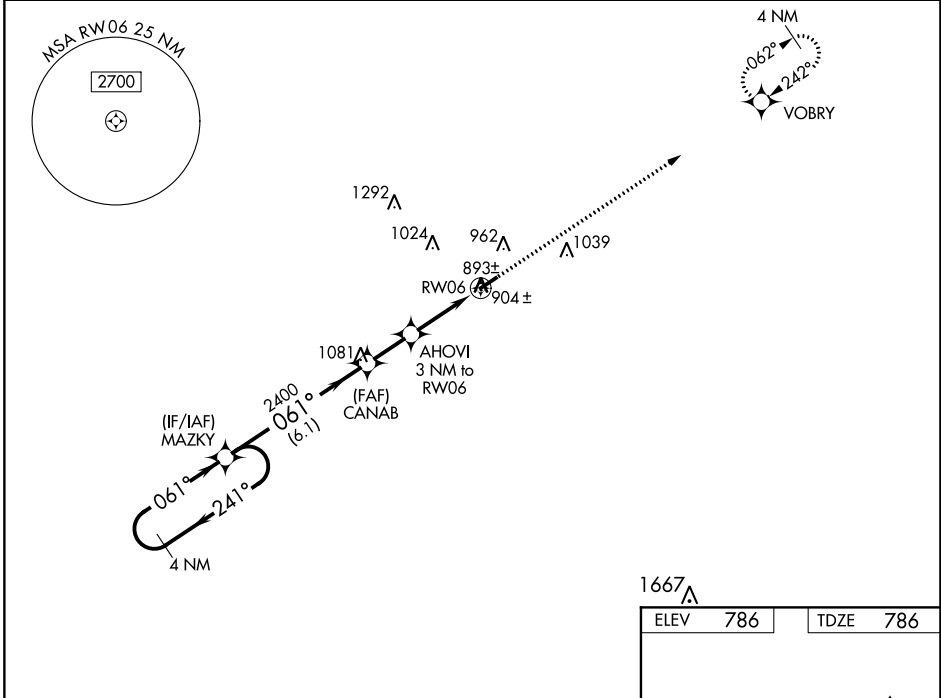 MSA RW06 25 NM
2700
4 NM
062°
242°
VOBRY
1292
1024
962
1039
893±
RW06
904±
1081
AHOVI
3 NM to
RW06
(FAF)
CANAB
2400
061°
(6.1)
(IF/IAF)
MAZKY
061°
241°
4 NM
1667
ELEV 786
TDZE 786